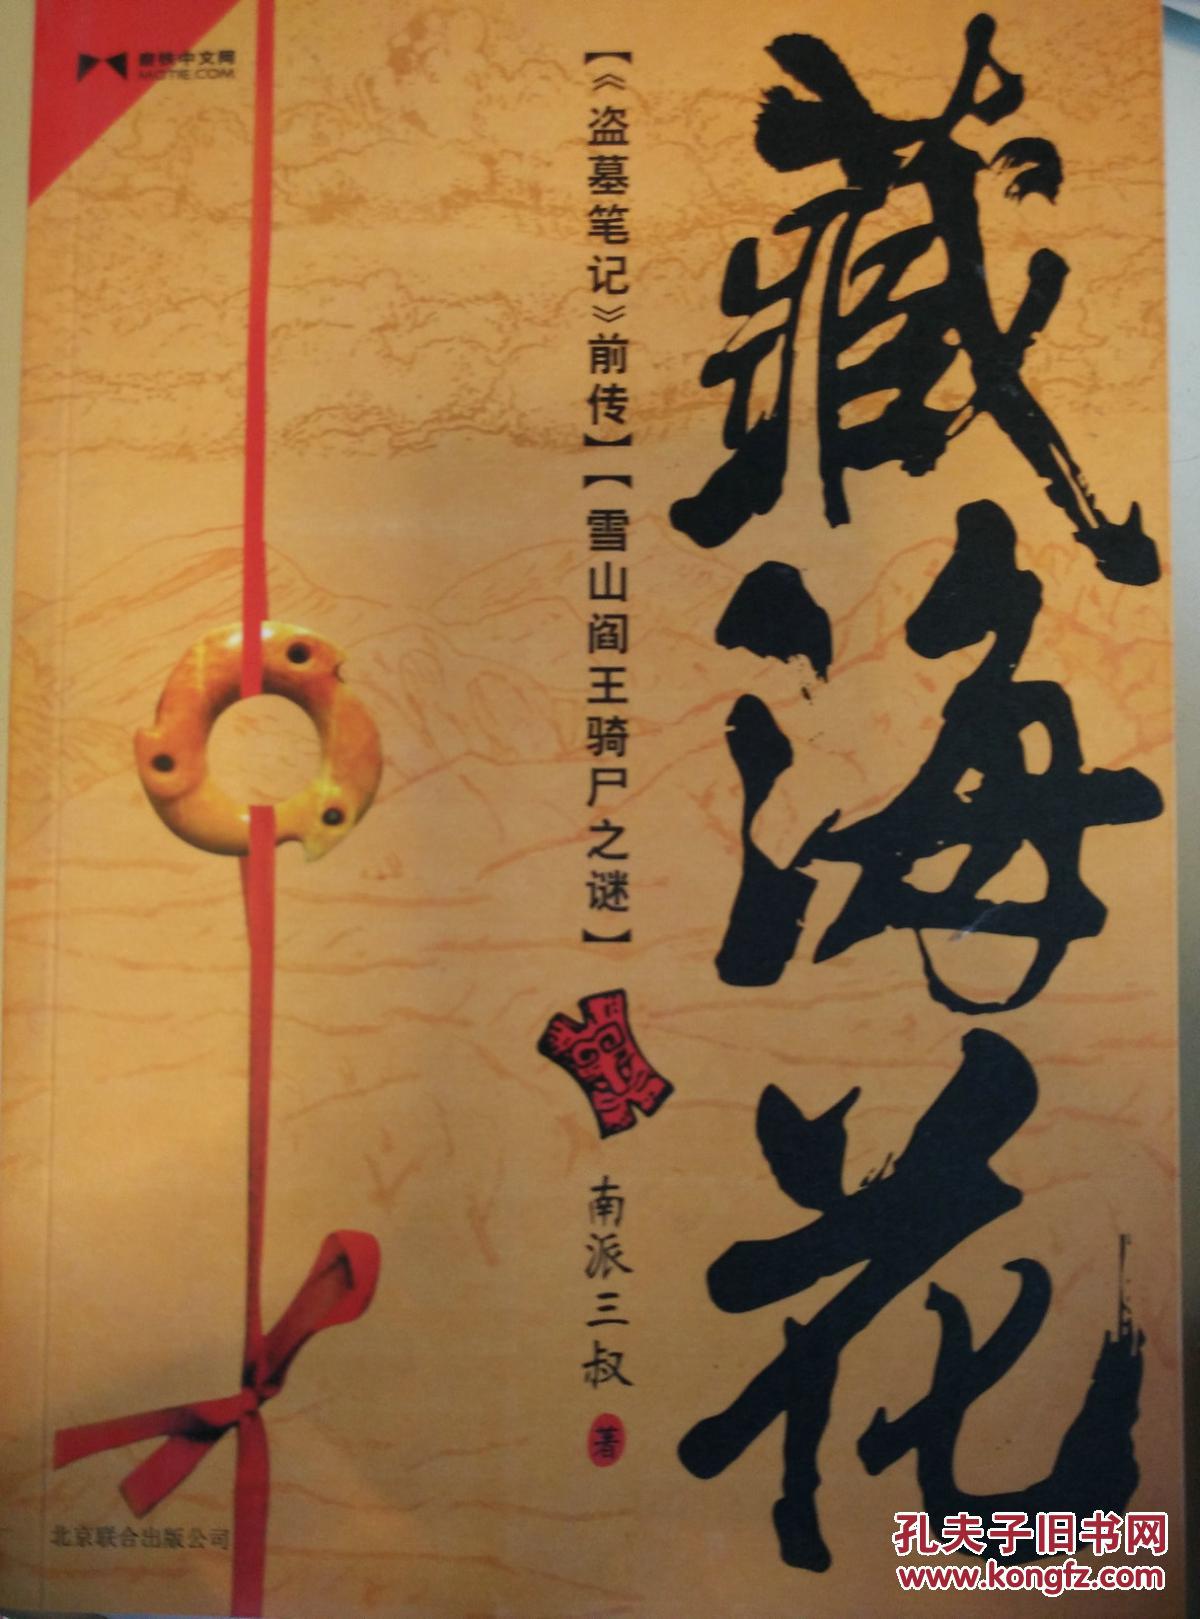 藏海花
【《盗墓笔记》前传】【雪山阎王骑尸之谜】
南派三叔
著
磨铁中文网
MOTIE.COM
北京联合出版公司
孔夫子旧书网
www.kongfz.com